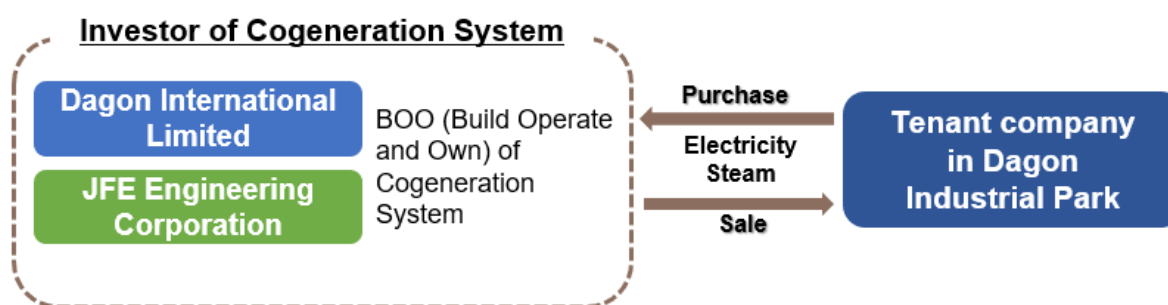 Investor of Cogeneration System
Dagon International
Limited
JFE Engineering
Corporation
BOO (Build Operate
and Own) of
Cogeneration
System
Purchase
Electricity
Steam
Sale
Tenant company
in Dagon
Industrial Park